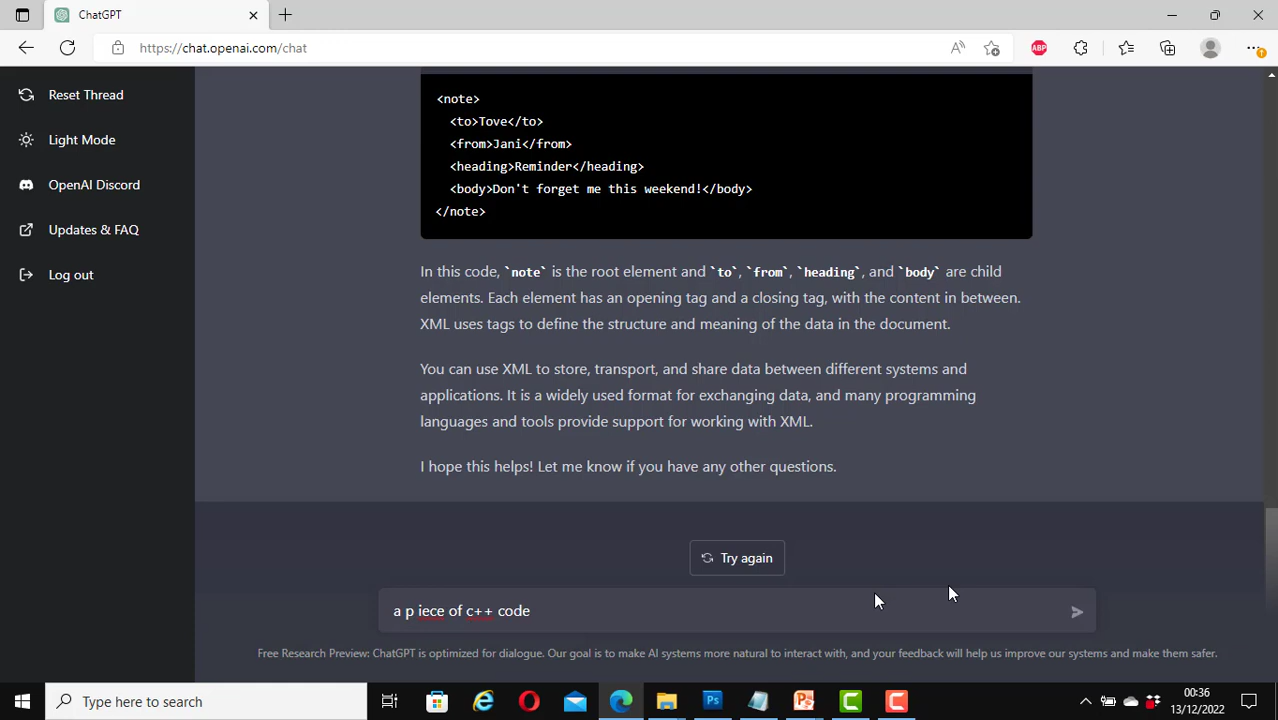 ChatGPT
https://chat.openai.com/chat
ABP
Reset Thread
Light Mode
OpenAI Discord
Updates & FAQ
Log out
<note>
<to>Tove</to>
<from>Jani</from>
<heading>Reminder</heading>
<body>Don't forget me this weekend!</body>
</note>
In this code, `note` is the root element and `to`, `from`, `heading`, and `body` are child
elements. Each element has an opening tag and a closing tag, with the content in between.
XML uses tags to define the structure and meaning of the data in the document.
You can use XML to store, transport, and share data between different systems and
applications. It is a widely used format for exchanging data, and many programming
languages and tools provide support for working with XML.
I hope this helps! Let me know if you have any other questions.
Try again
a p iece of c++ code
Free Research Preview: ChatGPT is optimized for dialogue. Our goal is to make AI systems more natural to interact with, and your feedback will help us improve our systems and make them safer.
Type here to search
Ps
00:36
13/12/2022